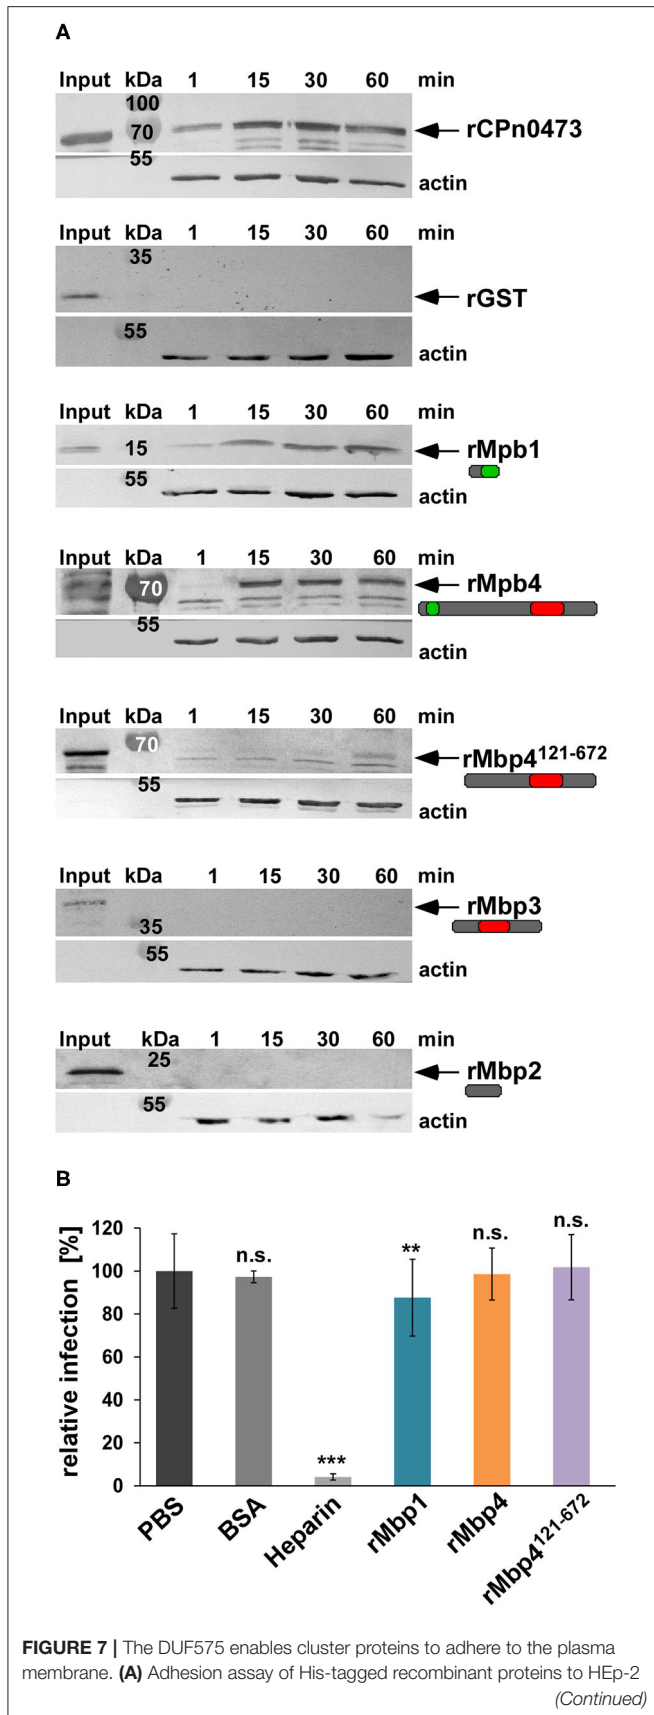 A
Input kDa 1 15 30 60 min
100
70
55
rCPn0473
actin
Input kDa 1 15 30 60 min
35
rGST
55
actin
Input kDa 1 15 30 60 min
15
rMpb1
55
actin
Input kDa 1 15 30 60 min
70
rMpb4
55
actin
Input kDa 1 15 30 60 min
70
rMbp4121-672
55
actin
Input kDa 1 15 30 60 min
35
rMbp3
55
actin
Input kDa 1 15 30 60 min
25
rMbp2
55
actin
B
relative infection [%]
120
100
80
60
40
20
0
n.s.
***
**
n.s.
n.s.
PBS
BSA
Heparin
rMbp1
rMbp4
rMbp4121-672
FIGURE 7 | The DUF575 enables cluster proteins to adhere to the plasma
membrane. (A) Adhesion assay of His-tagged recombinant proteins to HEp-2
(Continued)